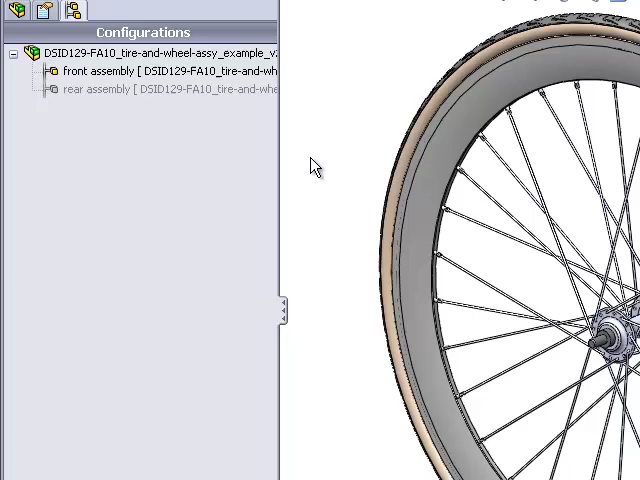 Configurations
DSID129-FA10_tire-and-wheel-assy_example_v
front assembly [ DSID129-FA10_tire-and-wh
rear assembly [ DSID129-FA10_tire-and-whe